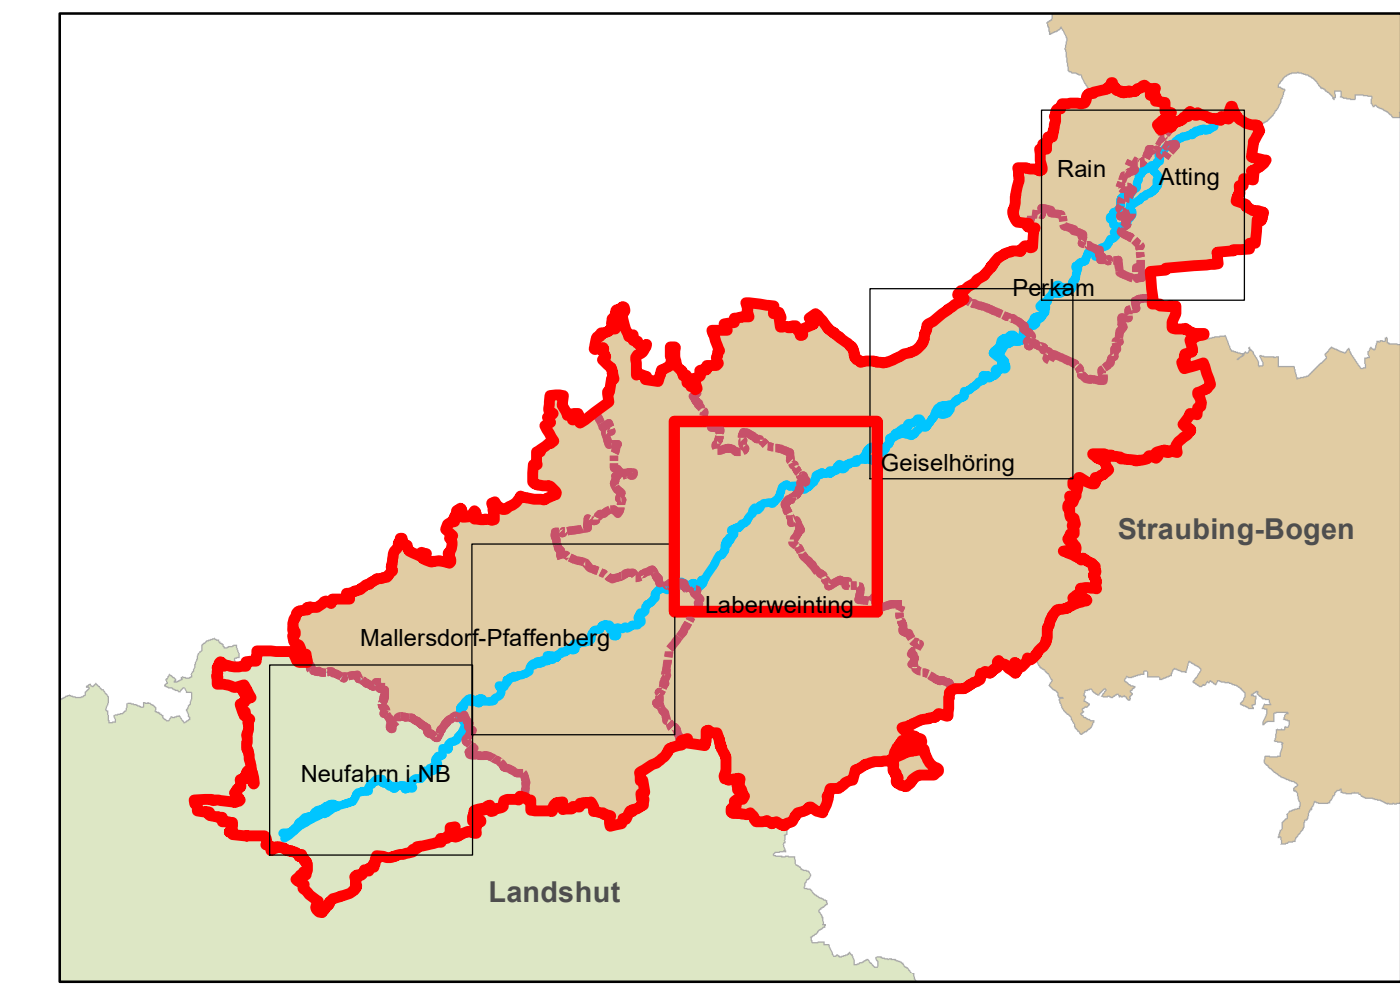 Rain
Atting
Perkam
Geiselhöring
Straubing-Bogen
Laberweinting
Mallersdorf-Pfaffenberg
Neufahrn i.NB
Landshut